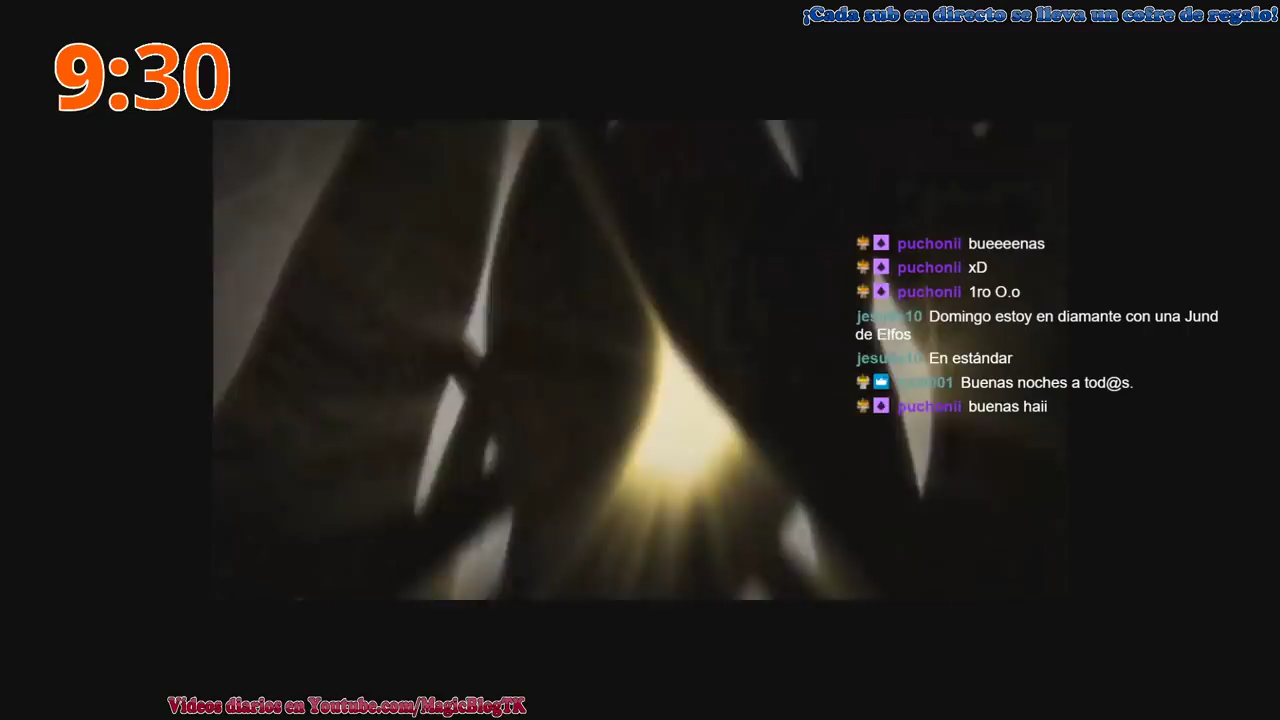 ¡Cada sub en directo se lleva un cofre de regalo!
9:30
puchonii bueeeenas
puchonii xD
puchonii 1ro O.o
Domingo estoy en diamante con una Jund
de Elfos
En estándar
Buenas noches a tod@s.
puchonii buenas haii
Videos diarios en Youtube.com/MagicBlogTK